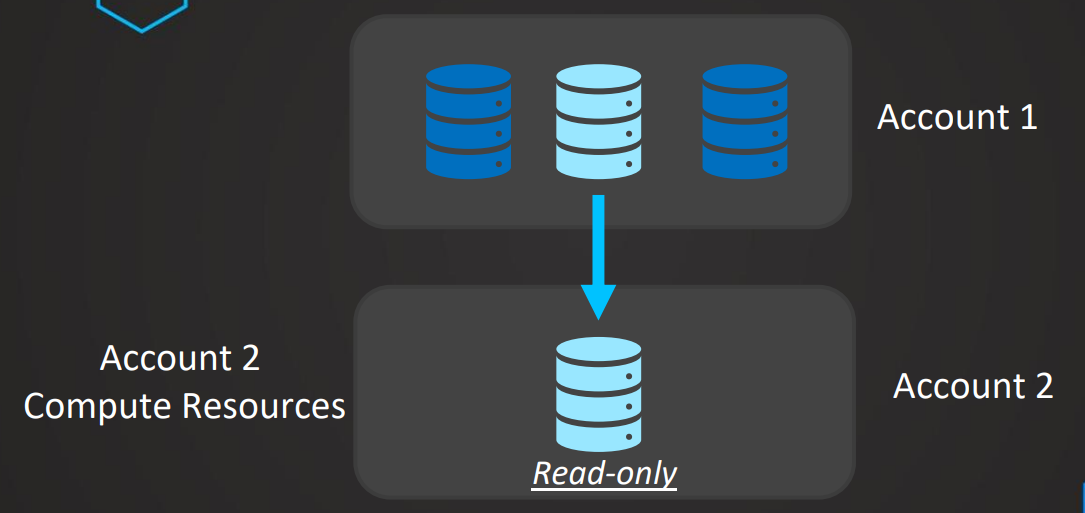 Account 1
Account 2
Compute Resources
Account 2
Read-only